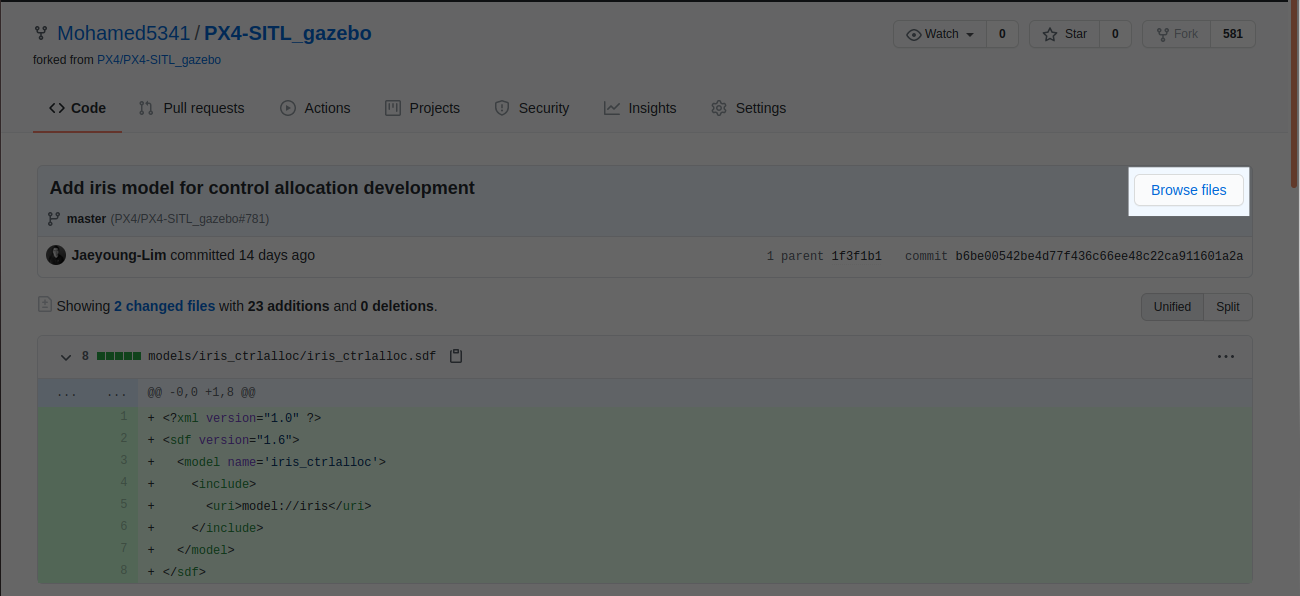 Mohamed5341 / PX4-SITL_gazebo
Watch 0 Star 0 Fork 581
forked from PX4/PX4-SITL_gazebo
Code Pull requests Actions Projects Security Insights Settings
Add iris model for control allocation development
Browse files
master (PX4/PX4-SITL_gazebo#781)
Jaeyoung-Lim committed 14 days ago 1 parent 1f3f1b1 commit b6be00542be4d77f436c66ee48c22ca911601a2a
Showing 2 changed files with 23 additions and 0 deletions. Unified Split
8 models/iris_ctrlalloc/iris_ctrlalloc.sdf ...
... ... @@ -0,0 +1,8 @@
1 + <?xml version="1.0" ?>
2 + <sdf version="1.6">
3 +   <model name='iris_ctrlalloc'>
4 +     <include>
5 +       <uri>model://iris</uri>
6 +     </include>
7 +   </model>
8 + </sdf>